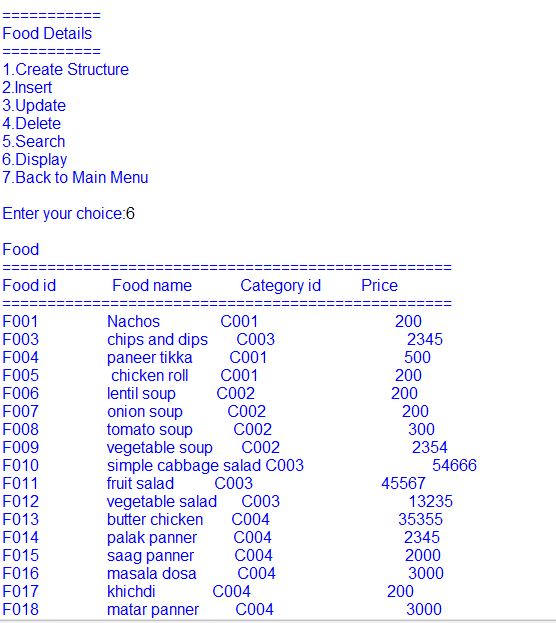 ===========
Food Details
===========
1.Create Structure
2.Insert
3.Update
4.Delete
5.Search
6.Display
7.Back to Main Menu
Enter your choice:6
Food
==================================================
Food id Food name Category id Price
==================================================
F001 Nachos C001 200
F003 chips and dips C003 2345
F004 paneer tikka C001 500
F005 chicken roll C001 200
F006 lentil soup C002 200
F007 onion soup C002 200
F008 tomato soup C002 300
F009 vegetable soup C002 2354
F010 simple cabbage salad C003 54666
F011 fruit salad C003 45567
F012 vegetable salad C003 13235
F013 butter chicken C004 35355
F014 palak panner C004 2345
F015 saag panner C004 2000
F016 masala dosa C004 3000
F017 khichdi C004 200
F018 matar panner C004 3000